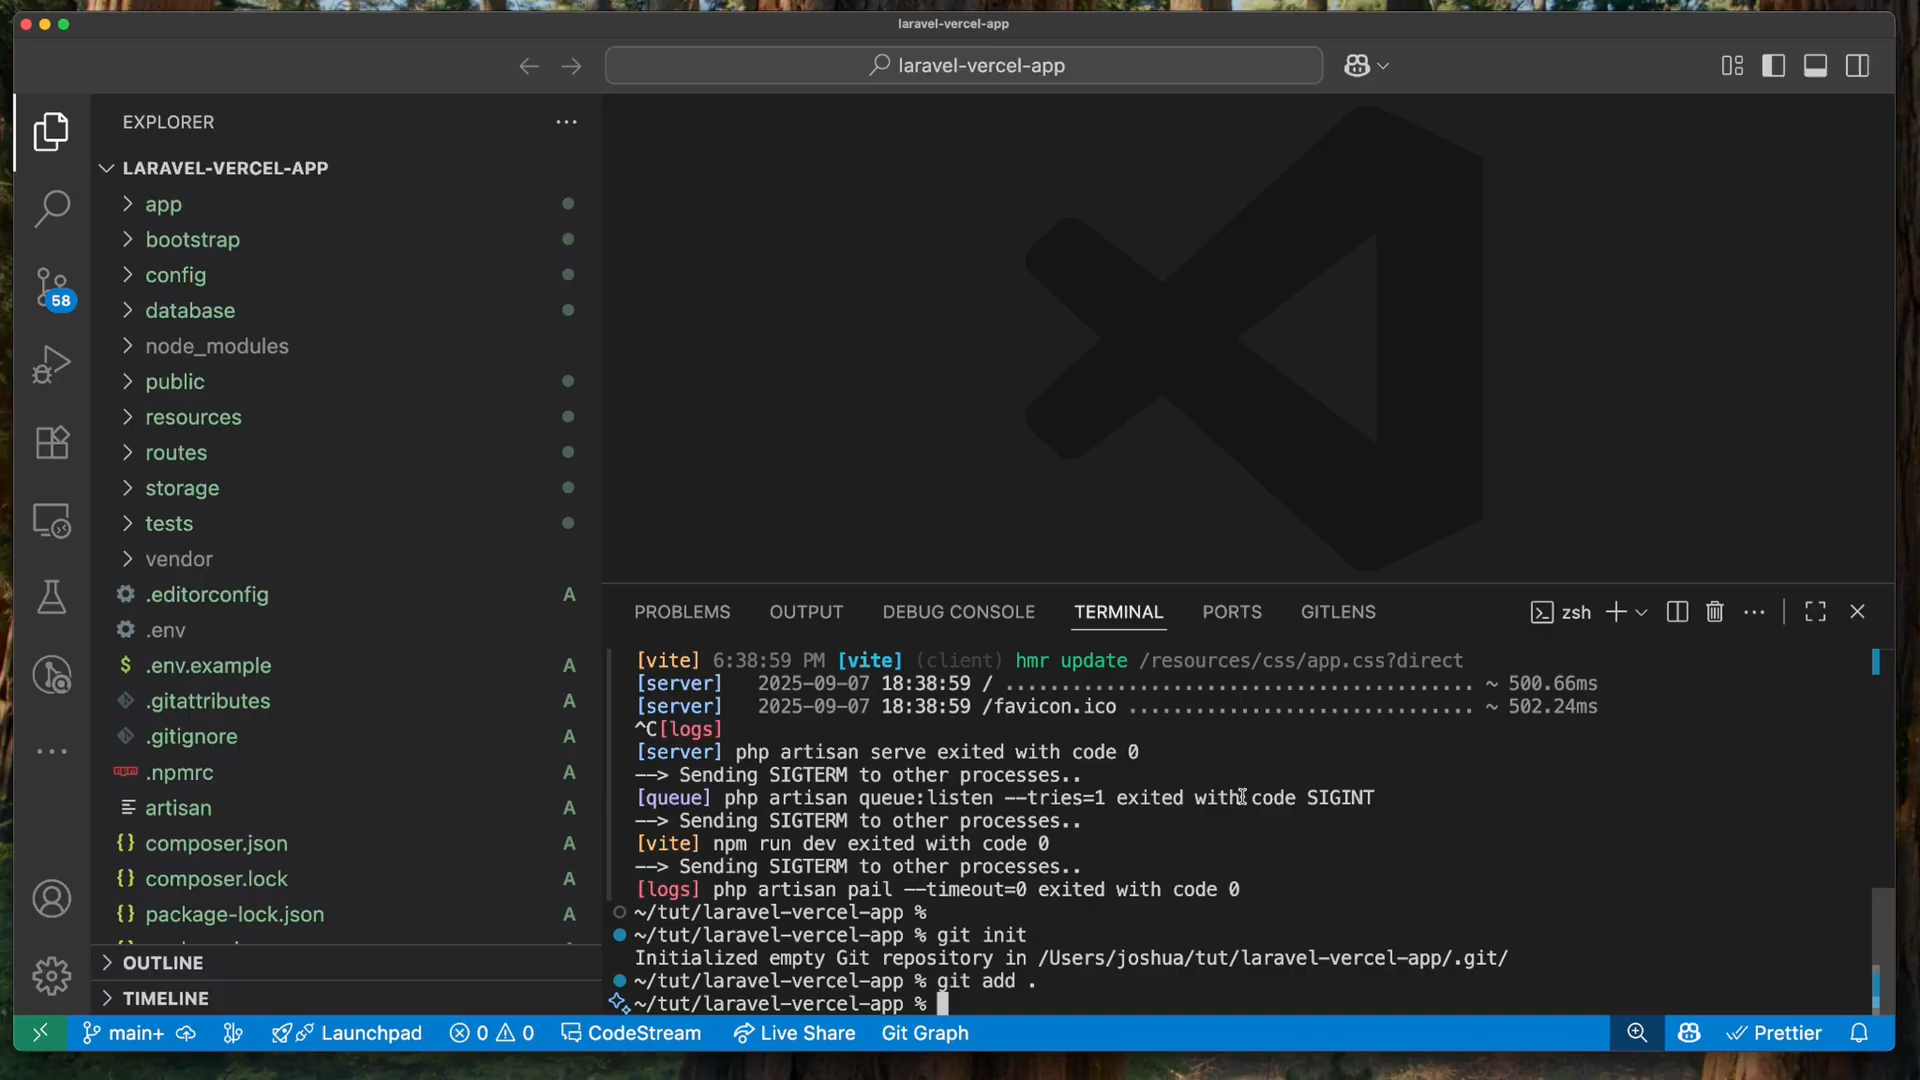 laravel-vercel-app
laravel-vercel-app
EXPLORER
LARAVEL-VERCEL-APP
app
bootstrap
config
database
node_modules
public
resources
routes
storage
tests
vendor
.editorconfig A
.env
$ .env.example A
.gitattributes A
.gitignore A
npm .npmrc A
artisan A
{} composer.json A
{} composer.lock A
{} package-lock.json A
OUTLINE
TIMELINE
58
PROBLEMS OUTPUT DEBUG CONSOLE TERMINAL PORTS GITLENS zsh
[vite] 6:38:59 PM [vite] (client) hmr update /resources/css/app.css?direct
[server] 2025-09-07 18:38:59 / .......................................... ~ 500.66ms
[server] 2025-09-07 18:38:59 /favicon.ico ............................... ~ 502.24ms
^C[logs]
[server] php artisan serve exited with code 0
--> Sending SIGTERM to other processes..
[queue] php artisan queue:listen --tries=1 exited with code SIGINT
--> Sending SIGTERM to other processes..
[vite] npm run dev exited with code 0
--> Sending SIGTERM to other processes..
[logs] php artisan pail --timeout=0 exited with code 0
~/tut/laravel-vercel-app %
~/tut/laravel-vercel-app % git init
Initialized empty Git repository in /Users/joshua/tut/laravel-vercel-app/.git/
~/tut/laravel-vercel-app % git add .
~/tut/laravel-vercel-app %
main+ Launchpad 0 0 CodeStream Live Share Git Graph Prettier